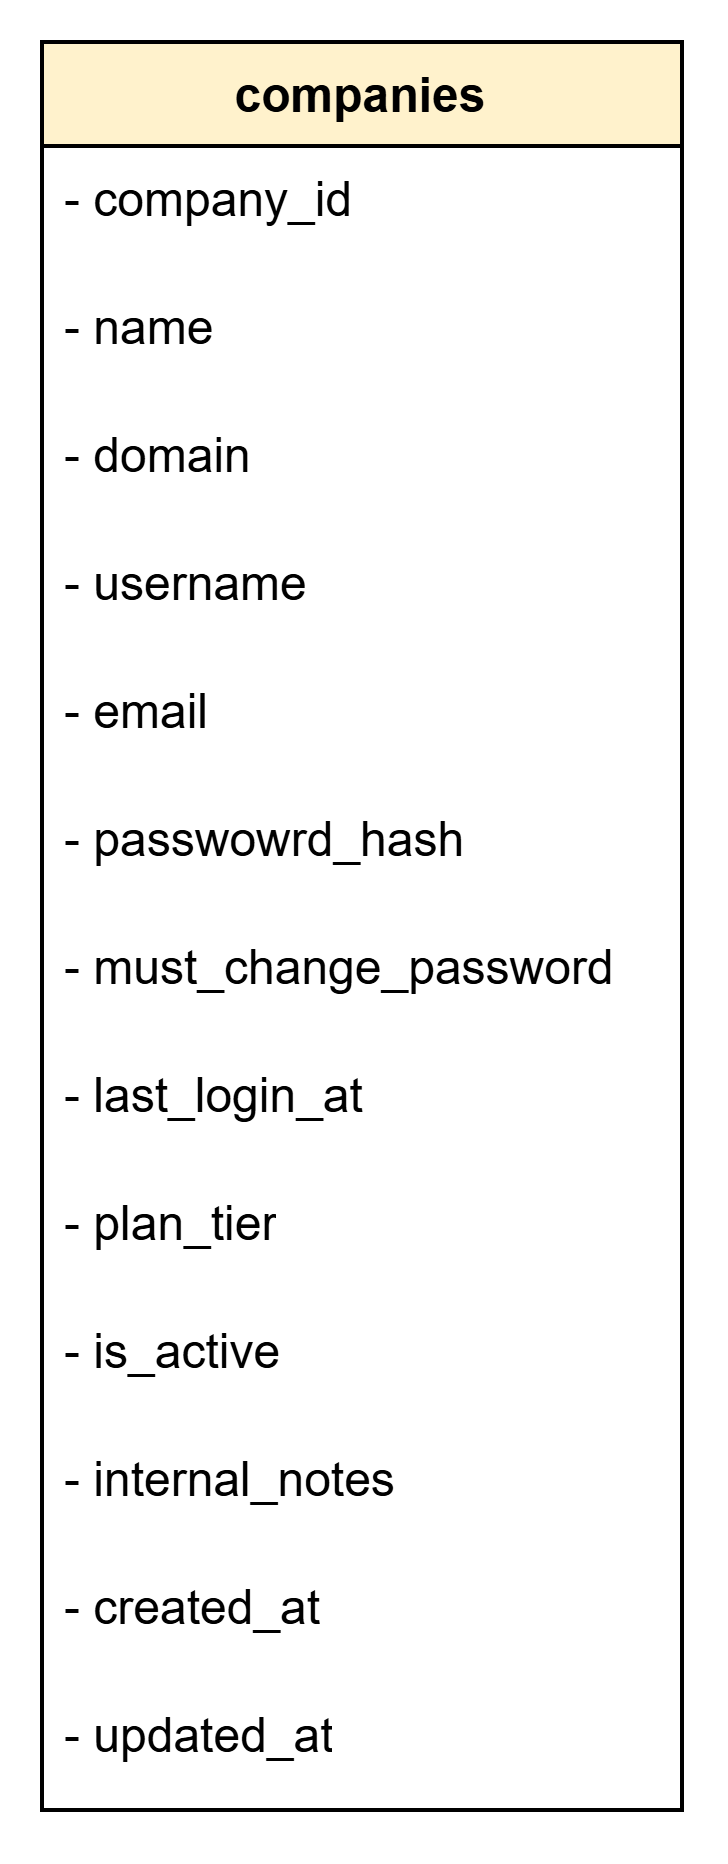 companies
- company_id
- name
- domain
- username
- email
- passwowrd_hash
- must_change_password
- last_login_at
- plan_tier
- is_active
- internal_notes
- created_at
- updated_at